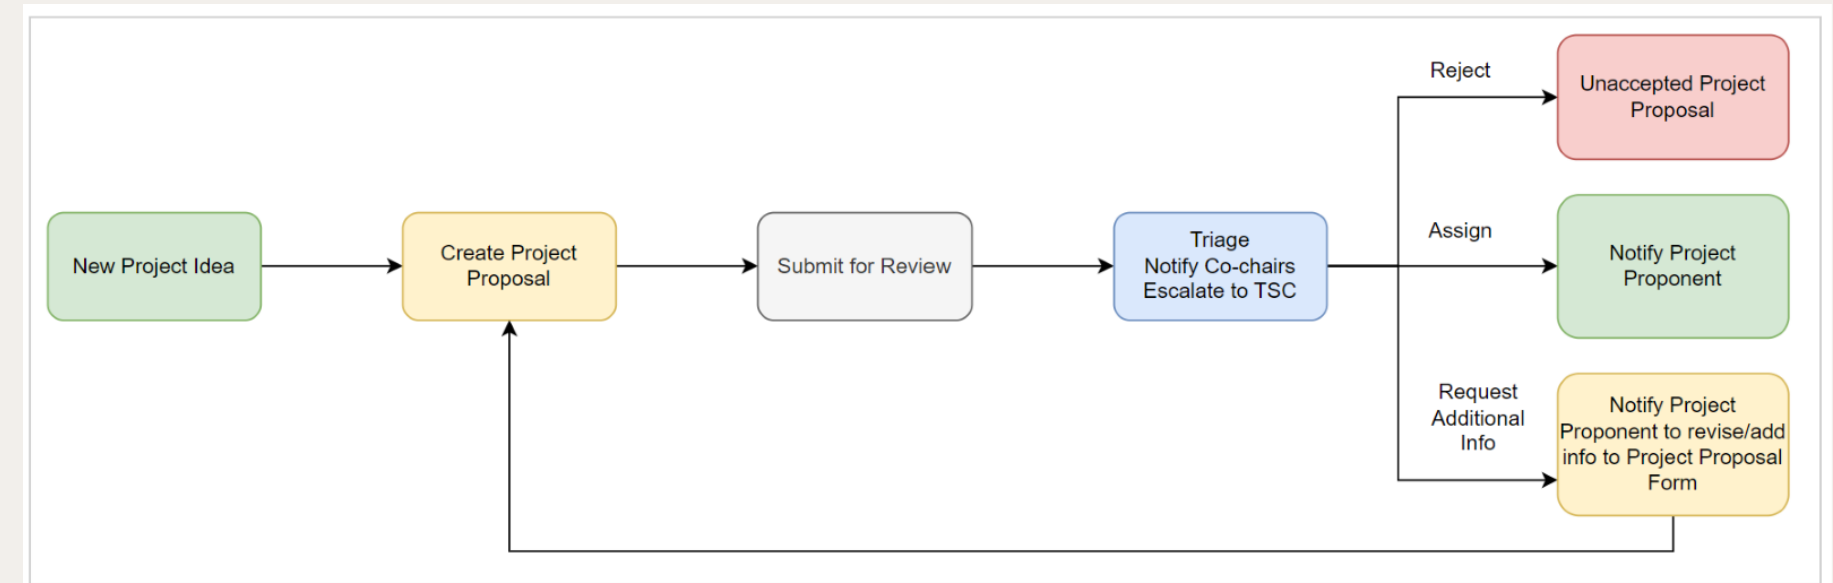 New Project Idea
Create Project
Proposal
Submit for Review
Triage
Notify Co-chairs
Escalate to TSC
Reject
Unaccepted Project
Proposal
Assign
Notify Project
Proponent
Request
Additional
Info
Notify Project
Proponent to revise/add
info to Project Proposal
Form